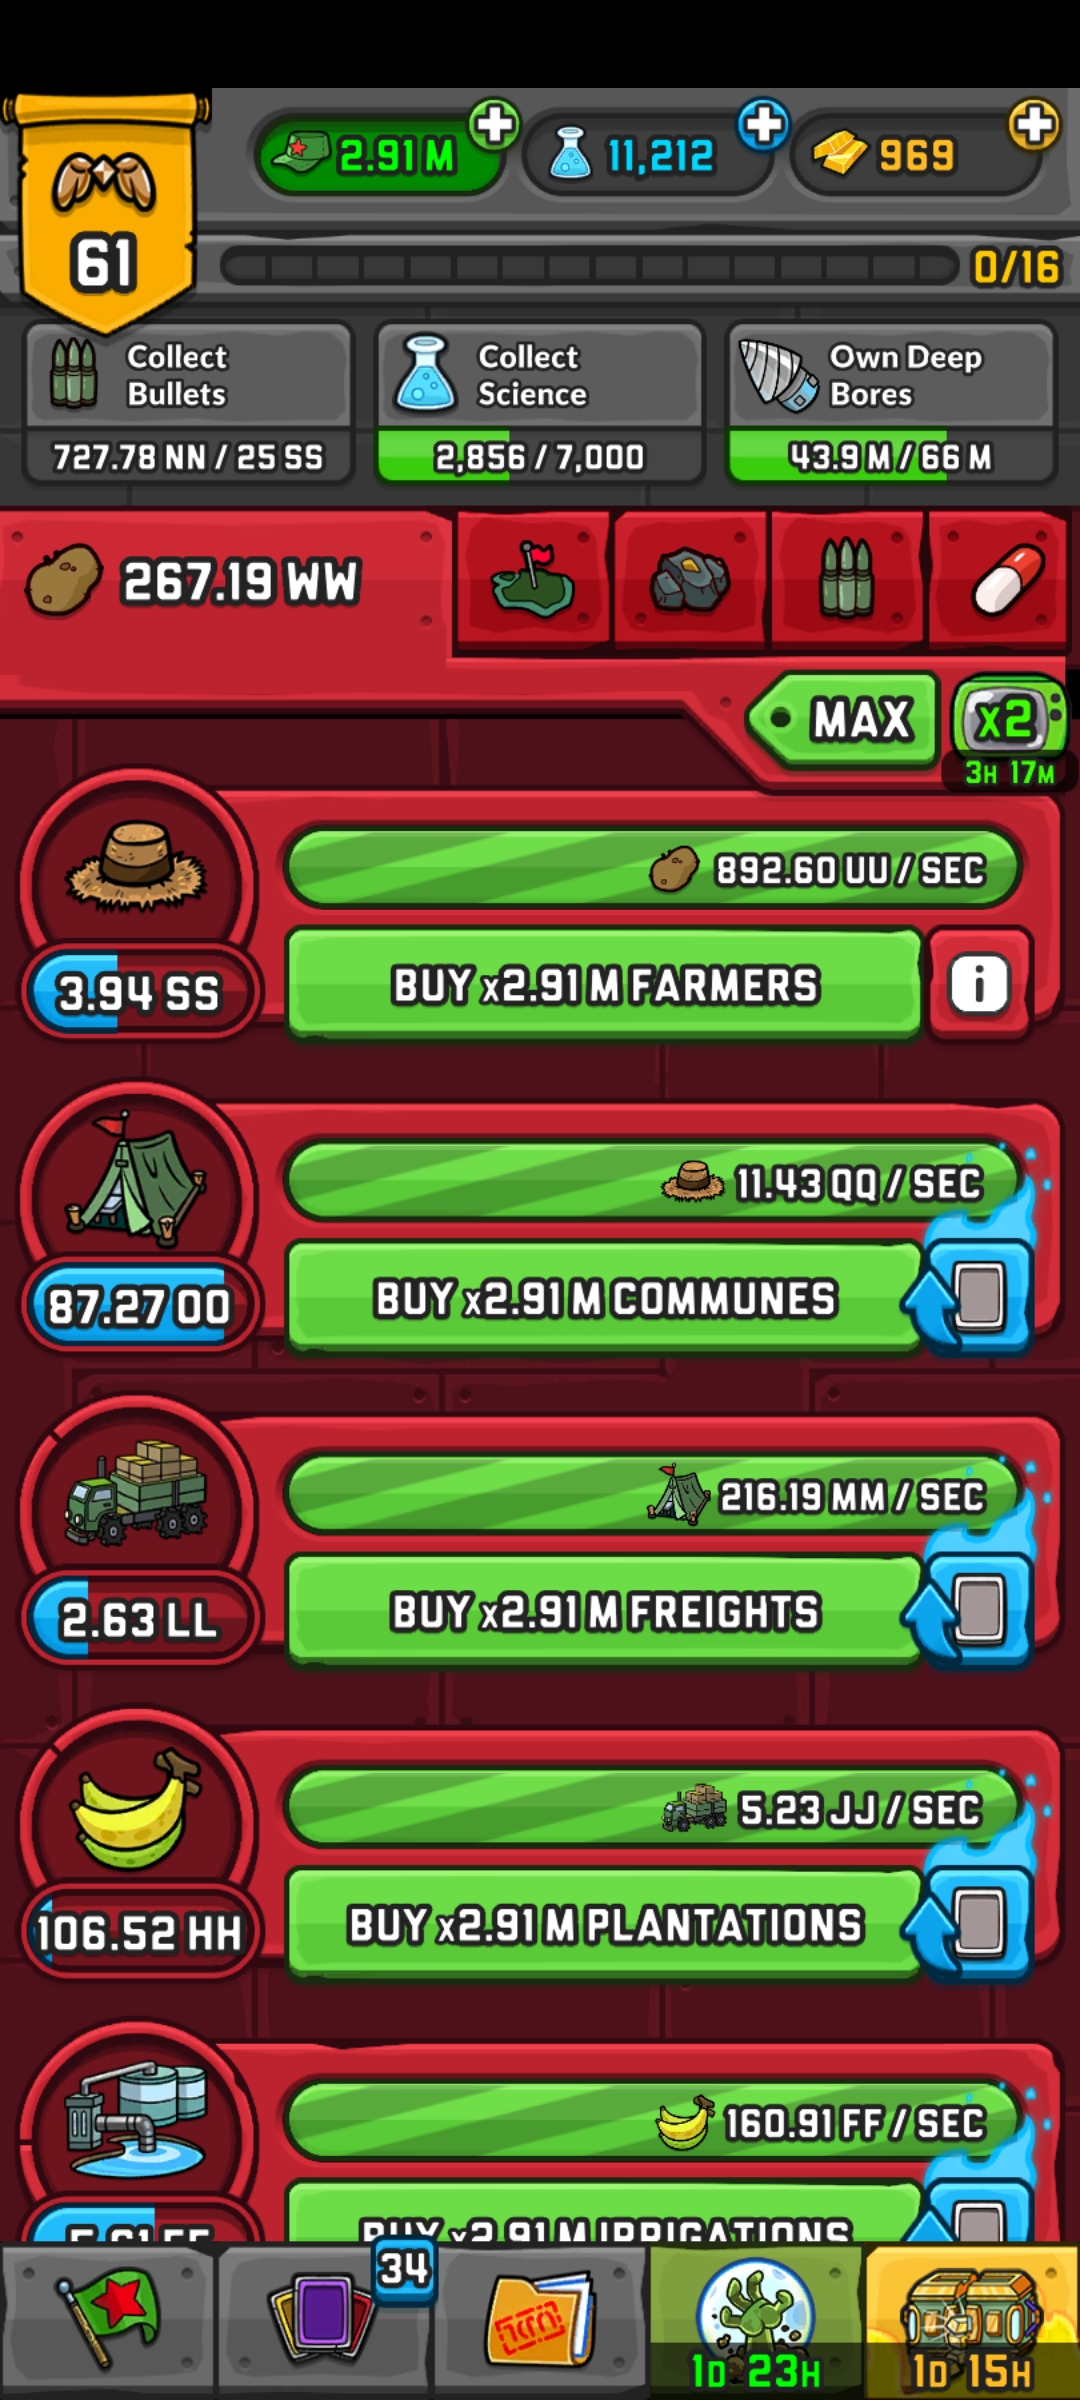 2.91 M
11,212
969
61
0/16
Collect
Bullets
727.78 NN / 25 SS
Collect
Science
2,856 / 7,000
Own Deep
Bores
43.9 M / 66 M
267.19 WW
MAX
x2
3H 17M
892.60 UU / SEC
3.94 SS
BUY x2.91 M FARMERS
i
11.43 QQ / SEC
87.27 OO
BUY x2.91 M COMMUNES
216.19 MM / SEC
2.63 LL
BUY x2.91 M FREIGHTS
5.23 JJ / SEC
106.52 HH
BUY x2.91 M PLANTATIONS
160.91 FF / SEC
BUY x2.91 M IRRIGATIONS
34
1D 23H
1D 15H